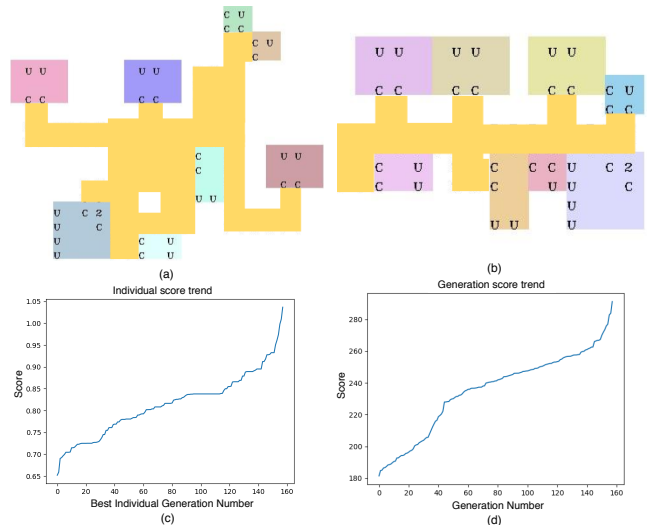 C U
C C
C U
C
U U
C C
U U
C C
C
C
U U
U U
C C
U C 2
U C
U
U
C U
C U
(a)
U U
C C
U U
C C
U U
C C
C U
C C
C U
C U
C
U U
C C
U
U C 2
U C
U
U
(b)
Individual score trend
1.05
1.00
0.95
0.90
0.85
0.80
0.75
0.70
0.65
Score
0 20 40 60 80 100 120 140 160
Best Individual Generation Number
(c)
Generation score trend
280
260
240
220
200
180
Score
0 20 40 60 80 100 120 140 160
Generation Number
(d)